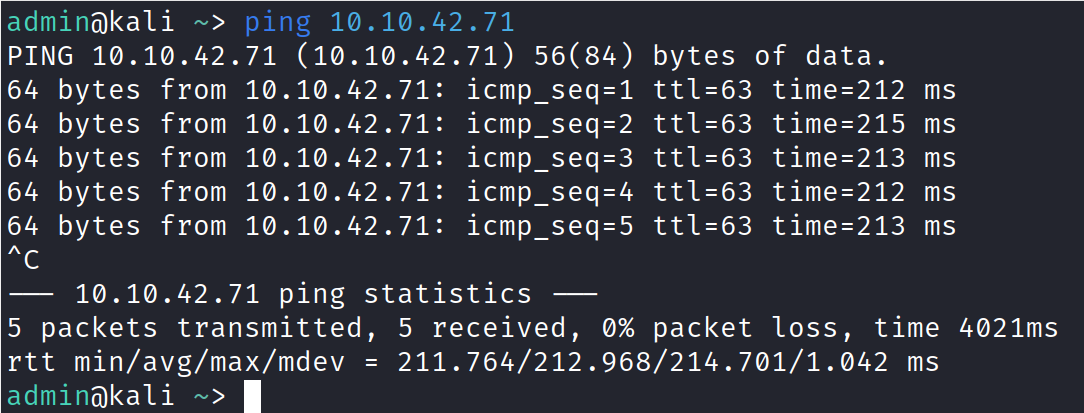 admin@kali ~> ping 10.10.42.71
PING 10.10.42.71 (10.10.42.71) 56(84) bytes of data.
64 bytes from 10.10.42.71: icmp_seq=1 ttl=63 time=212 ms
64 bytes from 10.10.42.71: icmp_seq=2 ttl=63 time=215 ms
64 bytes from 10.10.42.71: icmp_seq=3 ttl=63 time=213 ms
64 bytes from 10.10.42.71: icmp_seq=4 ttl=63 time=212 ms
64 bytes from 10.10.42.71: icmp_seq=5 ttl=63 time=213 ms
^C
--- 10.10.42.71 ping statistics ---
5 packets transmitted, 5 received, 0% packet loss, time 4021ms
rtt min/avg/max/mdev = 211.764/212.968/214.701/1.042 ms
admin@kali ~>